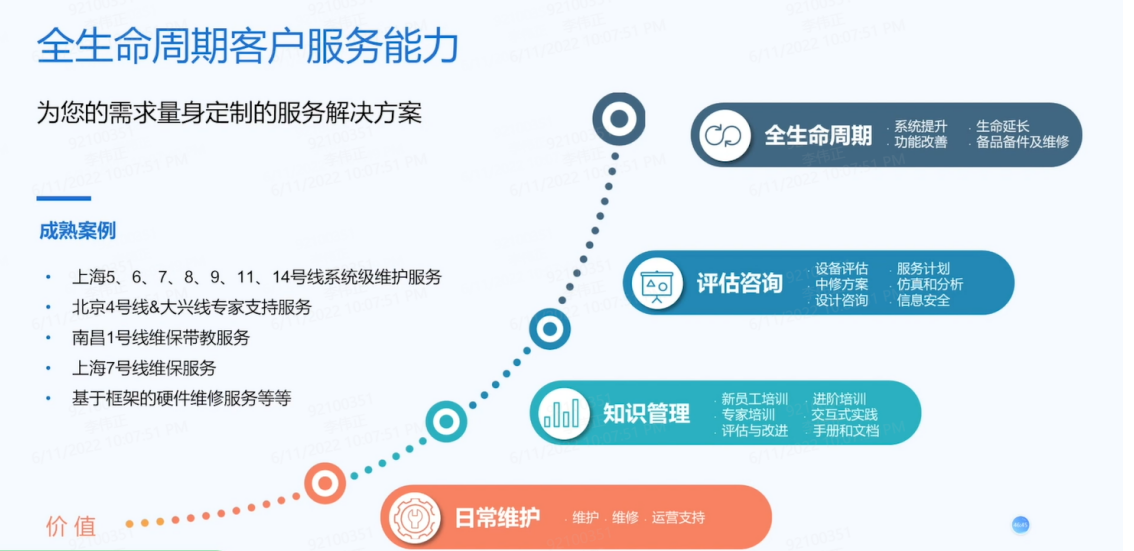 全生命周期客户服务能力
为您的需求量身定制的服务解决方案
成熟案例
• 上海5、6、7、8、9、11、14号线系统级维护服务
• 北京4号线&大兴线专家支持服务
• 南昌1号线维保带教服务
• 上海7号线维保服务
• 基于框架的硬件维修服务等等
价值
全生命周期
· 系统提升 · 生命延长
· 功能改善 · 备品备件及维修
评估咨询
· 设备评估 · 服务计划
· 中修方案 · 仿真和分析
· 设计咨询 · 信息安全
知识管理
· 新员工培训 · 进阶培训
· 专家培训 · 交互式实践
· 评估与改进 · 手册和文档
日常维护
· 维护 · 维修 · 运营支持
92100351
6/11/2022 10:07:51 PM